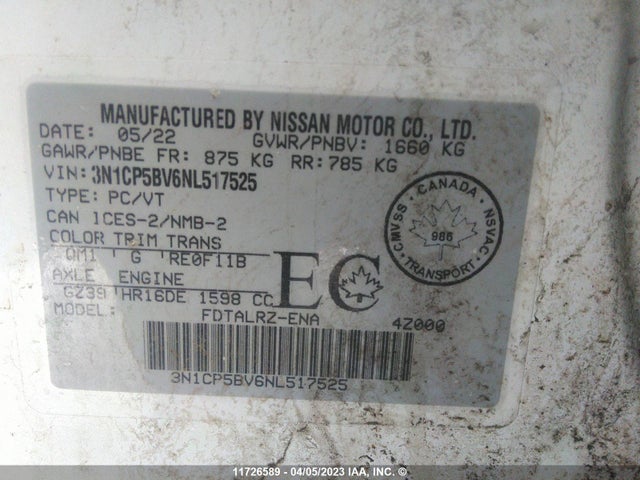 MANUFACTURED BY NISSAN MOTOR CO., LTD.
DATE: 05/22 GVWR/PNBV: 1660 KG
GAWR/PNBE FR: 875 KG RR: 785 KG
VIN: 3N1CP5BV6NL517525
TYPE: PC/VT
CAN ICES-2/NMB-2
COLOR TRIM TRANS
QM1 G RE0F11B
AXLE ENGINE
GZ39 HR16DE 1598 CC
MODEL: FDTALRZ-ENA 4Z000
EC
CANADA
CMVSS NSVAC
986
TRANSPORT
3N1CP5BV6NL517525
11726589 - 04/05/2023 IAA, Inc.